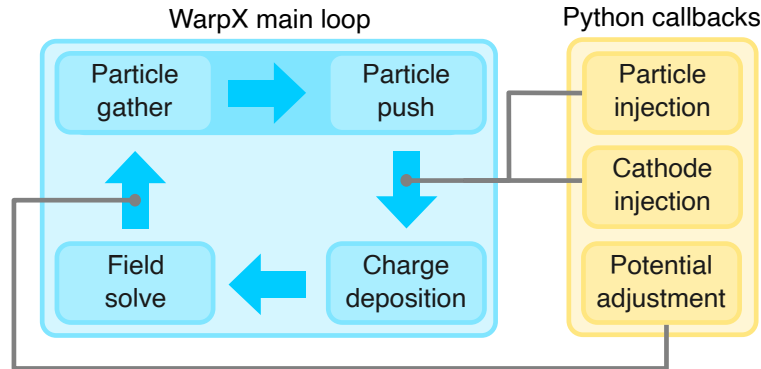 WarpX main loop
Python callbacks
Particle
gather
Particle
push
Particle
injection
Cathode
injection
Field
solve
Charge
deposition
Potential
adjustment